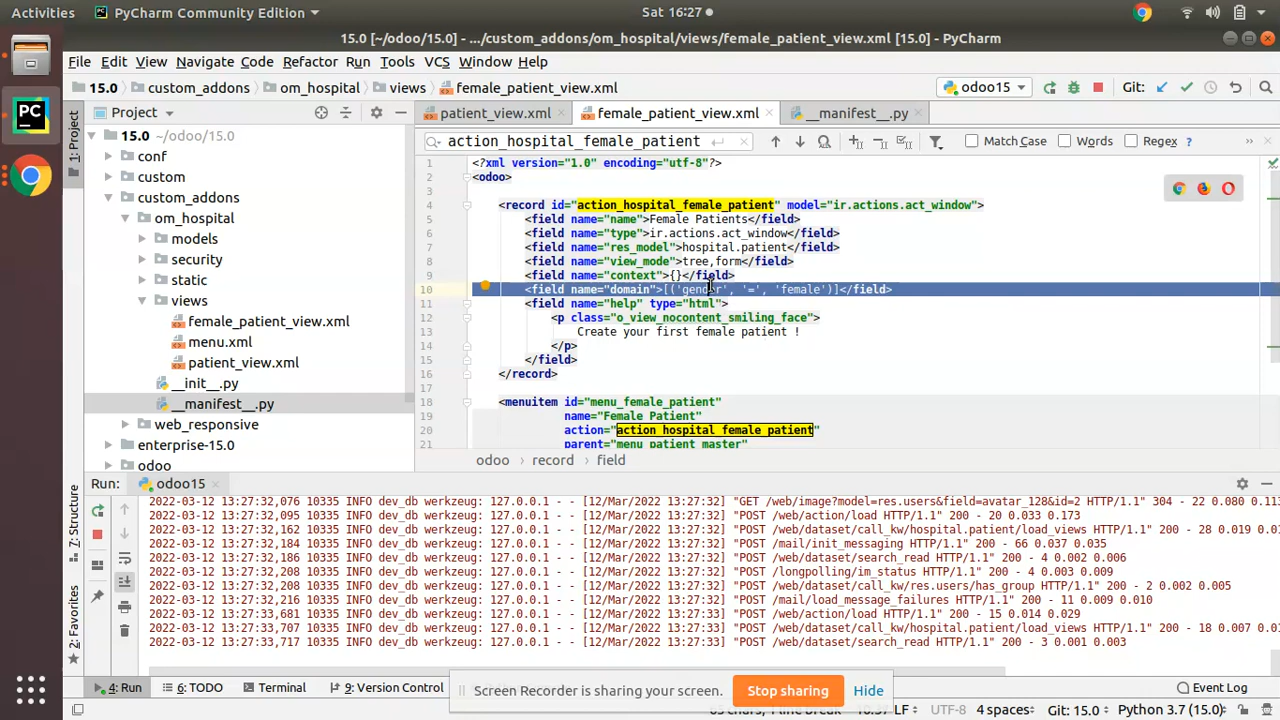 Activities
PyCharm Community Edition
Sat 16:27
15.0 [~/odoo/15.0] - .../custom_addons/om_hospital/views/female_patient_view.xml [15.0] - PyCharm
File Edit View Navigate Code Refactor Run Tools VCS Window Help
15.0 custom_addons om_hospital views female_patient_view.xml
odoo15
Git:
Project
patient_view.xml
female_patient_view.xml
__manifest__.py
1: Project
15.0 ~/odoo/15.0
conf
custom
custom_addons
om_hospital
models
security
static
views
female_patient_view.xml
menu.xml
patient_view.xml
__init__.py
__manifest__.py
web_responsive
enterprise-15.0
odoo
action_hospital_female_patient
Match Case Words Regex ?
1 <?xml version="1.0" encoding="utf-8"?>
2 <odoo>
3
4 <record id="action_hospital_female_patient" model="ir.actions.act_window">
5 <field name="name">Female Patients</field>
6 <field name="type">ir.actions.act_window</field>
7 <field name="res_model">hospital.patient</field>
8 <field name="view_mode">tree,form</field>
9 <field name="context">{}</field>
10 <field name="domain">[('gender', '=', 'female')]</field>
11 <field name="help" type="html">
12 <p class="o_view_nocontent_smiling_face">
13 Create your first female patient !
14 </p>
15 </field>
16 </record>
17
18 <menuitem id="menu_female_patient"
19 name="Female Patient"
20 action="action_hospital_female_patient"
21 parent="menu_patient_master"
odoo record field
Run: odoo15
7: Structure
2: Favorites
2022-03-12 13:27:32,076 10335 INFO dev_db werkzeug: 127.0.0.1 - - [12/Mar/2022 13:27:32] "GET /web/image?model=res.users&field=avatar_128&id=2 HTTP/1.1" 304 - 22 0.080
2022-03-12 13:27:32,095 10335 INFO dev_db werkzeug: 127.0.0.1 - - [12/Mar/2022 13:27:32] "POST /web/action/load HTTP/1.1" 200 - 20 0.033 0.173
2022-03-12 13:27:32,162 10335 INFO dev_db werkzeug: 127.0.0.1 - - [12/Mar/2022 13:27:32] "POST /web/dataset/call_kw/hospital.patient/load_views HTTP/1.1" 200 - 28 0.019
2022-03-12 13:27:32,184 10335 INFO dev_db werkzeug: 127.0.0.1 - - [12/Mar/2022 13:27:32] "POST /mail/init_messaging HTTP/1.1" 200 - 66 0.037 0.035
2022-03-12 13:27:32,208 10335 INFO dev_db werkzeug: 127.0.0.1 - - [12/Mar/2022 13:27:32] "POST /web/dataset/search_read HTTP/1.1" 200 - 4 0.002 0.006
2022-03-12 13:27:32,208 10335 INFO dev_db werkzeug: 127.0.0.1 - - [12/Mar/2022 13:27:32] "POST /longpolling/im_status HTTP/1.1" 200 - 4 0.003 0.009
2022-03-12 13:27:32,208 10335 INFO dev_db werkzeug: 127.0.0.1 - - [12/Mar/2022 13:27:32] "POST /web/dataset/call_kw/res.users/has_group HTTP/1.1" 200 - 2 0.002 0.005
2022-03-12 13:27:32,216 10335 INFO dev_db werkzeug: 127.0.0.1 - - [12/Mar/2022 13:27:32] "POST /mail/load_message_failures HTTP/1.1" 200 - 11 0.009 0.010
2022-03-12 13:27:33,681 10335 INFO dev_db werkzeug: 127.0.0.1 - - [12/Mar/2022 13:27:33] "POST /web/action/load HTTP/1.1" 200 - 15 0.014 0.029
2022-03-12 13:27:33,707 10335 INFO dev_db werkzeug: 127.0.0.1 - - [12/Mar/2022 13:27:33] "POST /web/dataset/call_kw/hospital.patient/load_views HTTP/1.1" 200 - 18 0.007
2022-03-12 13:27:33,717 10335 INFO dev_db werkzeug: 127.0.0.1 - - [12/Mar/2022 13:27:33] "POST /web/dataset/search_read HTTP/1.1" 200 - 3 0.001 0.003
4: Run 6: TODO Terminal 9: Version Control Event Log
Screen Recorder is sharing your screen. Stop sharing Hide
LF UTF-8 4 spaces Git: 15.0 Python 3.7 (15.0)